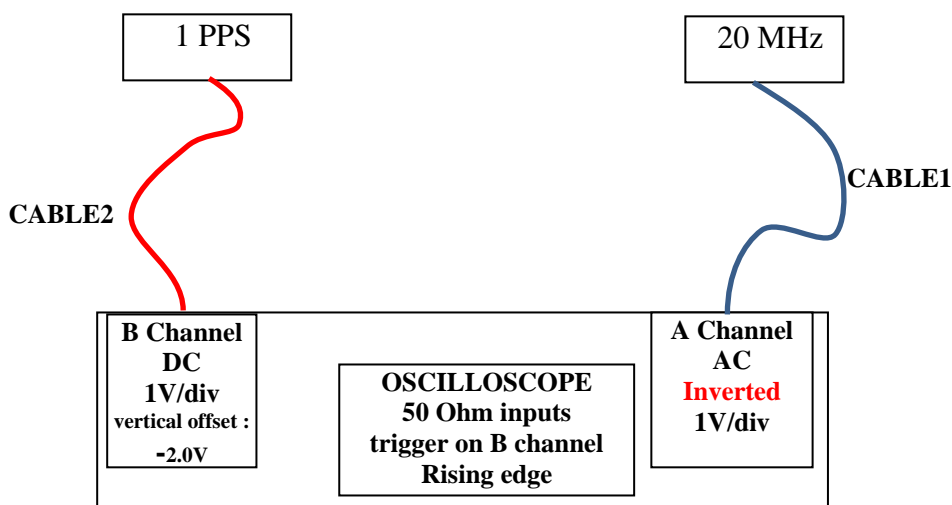 1 PPS
20 MHz
CABLE2
CABLE1
B Channel
DC
1V/div
vertical offset :
-2.0V
OSCILLOSCOPE
50 Ohm inputs
trigger on B channel
Rising edge
A Channel
AC
Inverted
1V/div